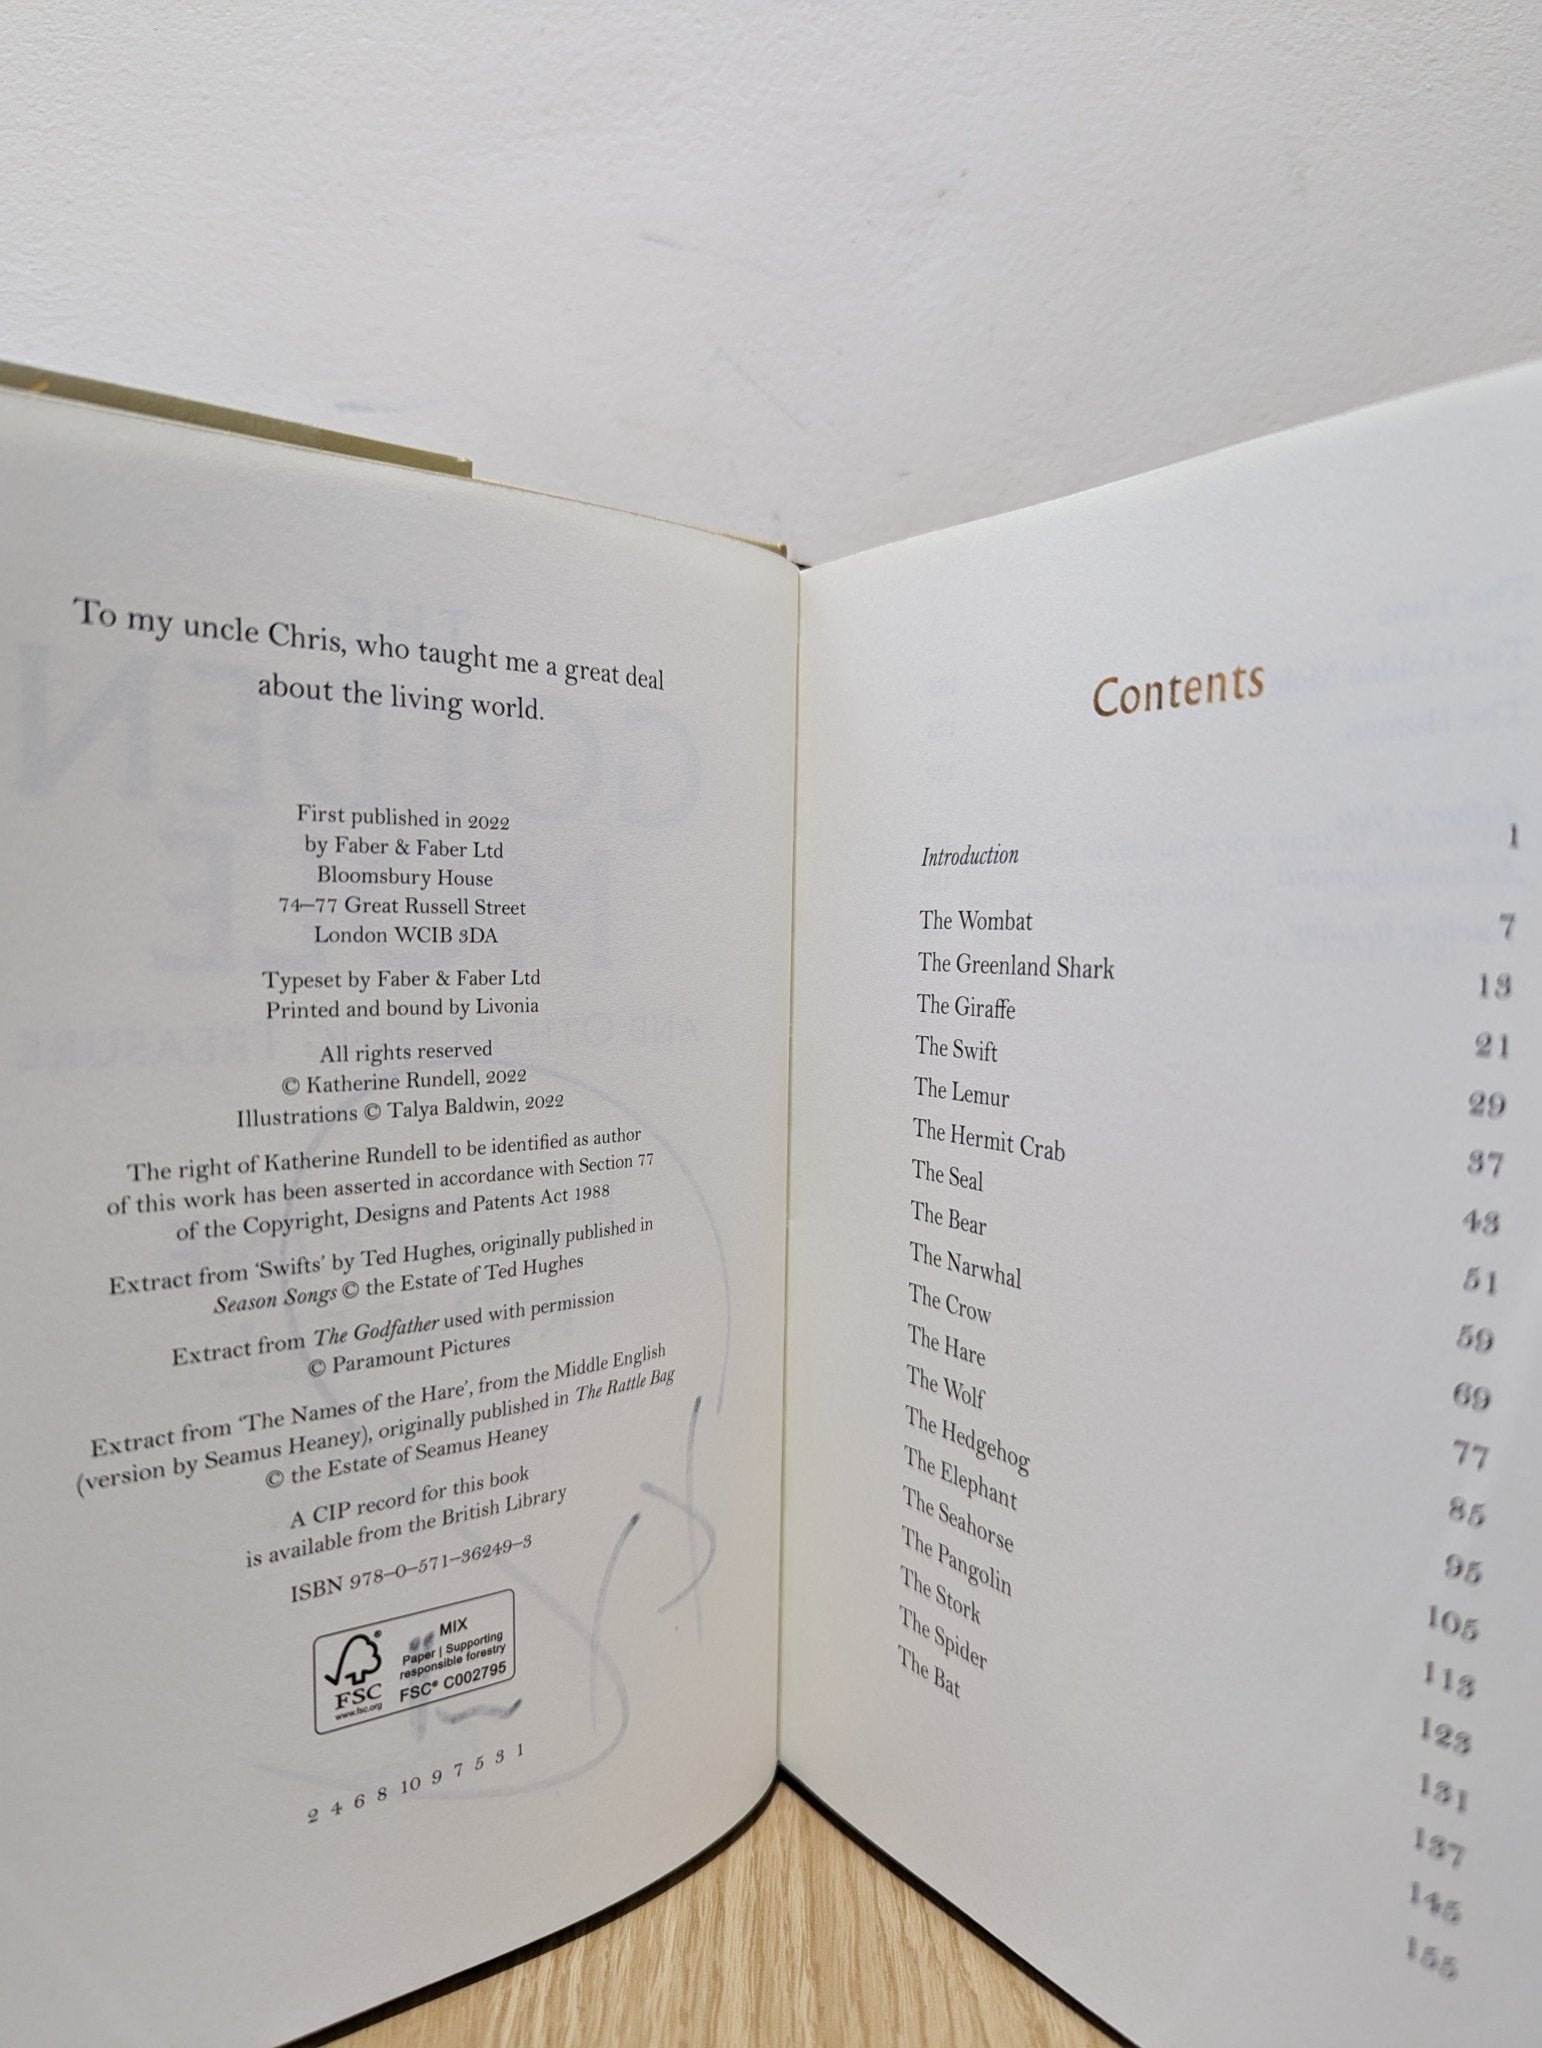 To my uncle Chris, who taught me a great deal
about the living world.
First published in 2022
by Faber & Faber Ltd
Bloomsbury House
74–77 Great Russell Street
London WCIB 3DA
Typeset by Faber & Faber Ltd
Printed and bound by Livonia
All rights reserved
© Katherine Rundell, 2022
Illustrations © Talya Baldwin, 2022
The right of Katherine Rundell to be identified as author
of this work has been asserted in accordance with Section 77
of the Copyright, Designs and Patents Act 1988
Extract from ‘Swifts’ by Ted Hughes, originally published in
Season Songs © the Estate of Ted Hughes
Extract from The Godfather used with permission
© Paramount Pictures
Extract from ‘The Names of the Hare’, from the Middle English
(version by Seamus Heaney), originally published in The Rattle Bag
© the Estate of Seamus Heaney
A CIP record for this book
is available from the British Library
ISBN 978–0–571–36249–3
MIX
Paper | Supporting
responsible forestry
FSC® C002795
FSC
www.fsc.org
2 4 6 8 10 9 7 5 3 1
Contents
Introduction 1
The Wombat 7
The Greenland Shark 13
The Giraffe 21
The Swift 29
The Lemur 37
The Hermit Crab 43
The Seal 51
The Bear 59
The Narwhal 69
The Crow 77
The Hare 85
The Wolf 95
The Hedgehog 105
The Elephant 113
The Seahorse 123
The Pangolin 131
The Stork 137
The Spider 145
The Bat 155